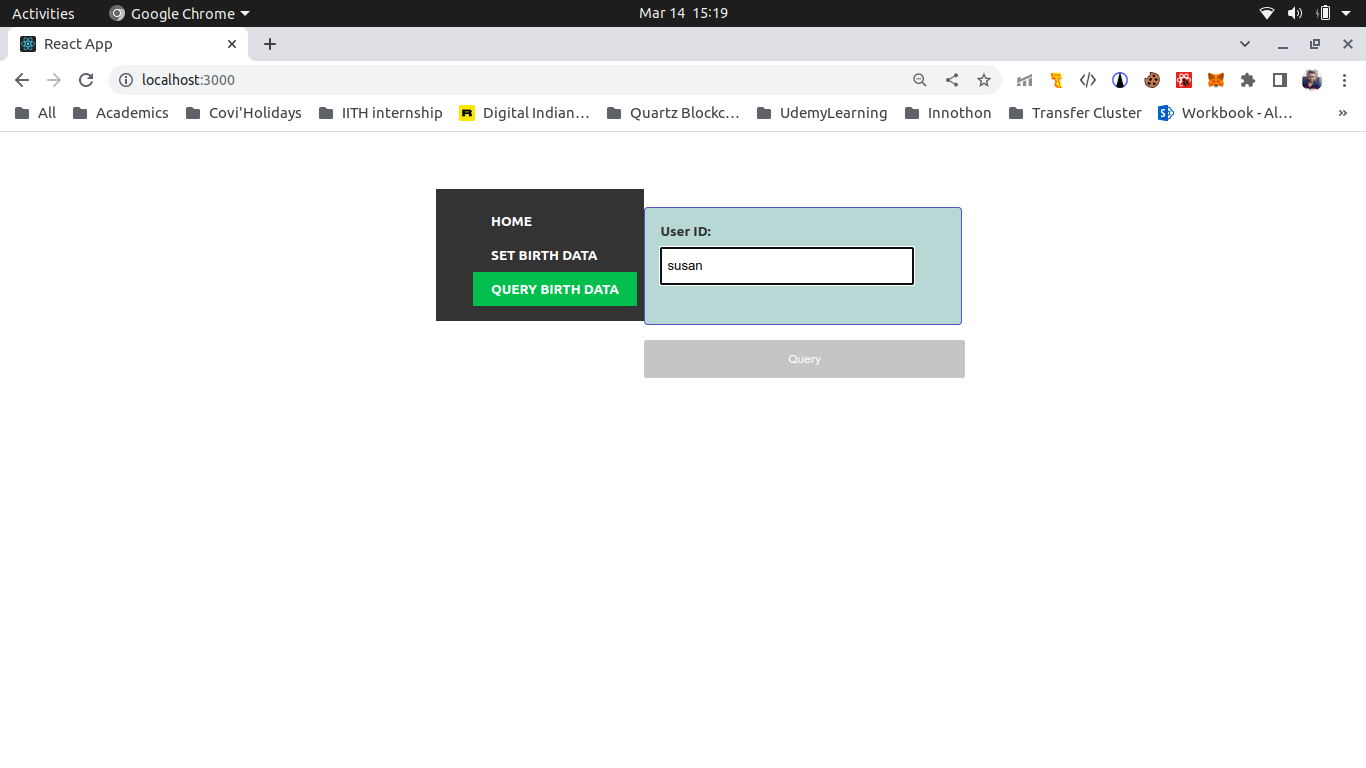 Activities Google Chrome Mar 14 15:19
React App
localhost:3000
All Academics Covi'Holidays IITH internship Digital Indian… Quartz Blockc… UdemyLearning Innothon Transfer Cluster Workbook - Al… »
HOME
SET BIRTH DATA
QUERY BIRTH DATA
User ID:
susan
Query